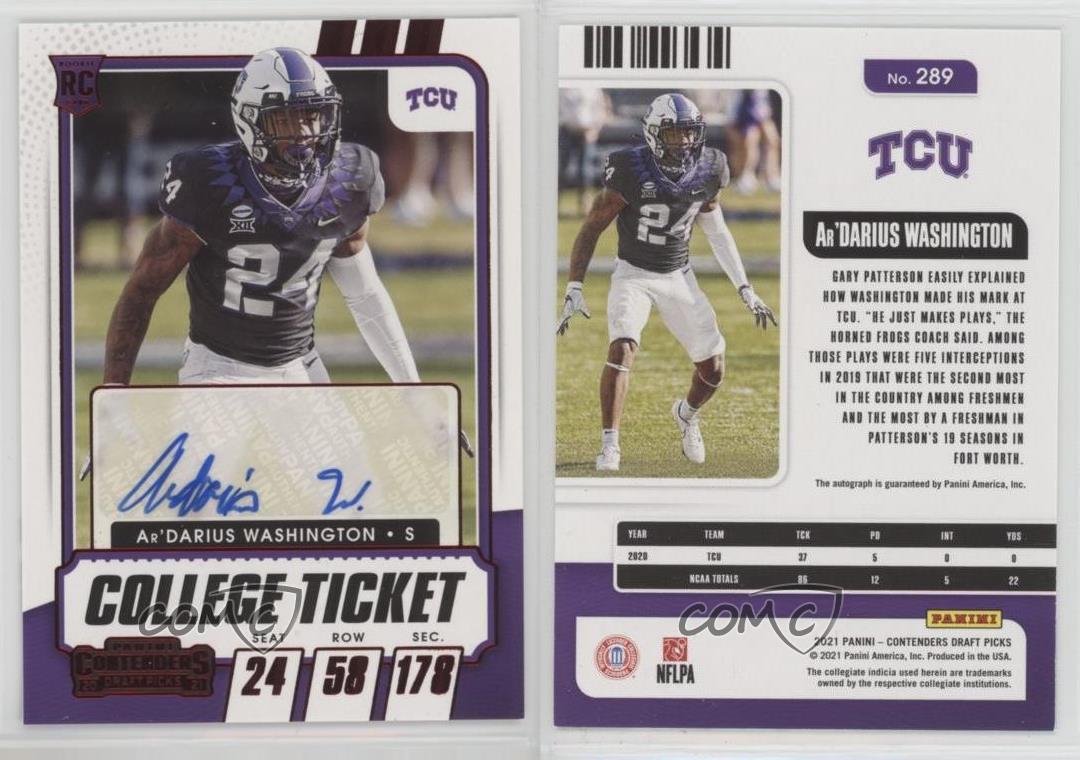 ROOKIE
RC
TCU
24
24
XII
Ar'Darius W.
AR'DARIUS WASHINGTON • S
COLLEGE TICKET
SEAT ROW SEC.
24 58 178
PANINI
CONTENDERS
20 DRAFT PICKS 21
COMC
No. 289
TCU
24
AR'DARIUS WASHINGTON
GARY PATTERSON EASILY EXPLAINED
HOW WASHINGTON MADE HIS MARK AT
TCU. "HE JUST MAKES PLAYS," THE
HORNED FROGS COACH SAID. AMONG
THOSE PLAYS WERE FIVE INTERCEPTIONS
IN 2019 THAT WERE THE SECOND MOST
IN THE COUNTRY AMONG FRESHMEN
AND THE MOST BY A FRESHMAN IN
PATTERSON'S 19 SEASONS IN
FORT WORTH.
The autograph is guaranteed by Panini America, Inc.
YEAR TEAM TCK PD INT YDS
2020 TCU 37 5 0 0
NCAA TOTALS 86 12 5 22
COMC
PANINI
NFLPA
2021 PANINI – CONTENDERS DRAFT PICKS
© 2021 Panini America, Inc. Produced in the USA.
The collegiate indicia used herein are trademarks
owned by the respective collegiate institutions.